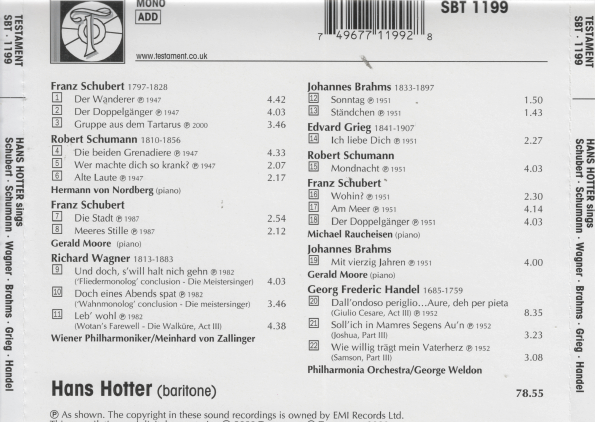 TESTAMENT
SBT · 1199
HANS HOTTER sings
Schubert · Schumann · Wagner · Brahms · Grieg · Handel
MONO
ADD
www.testament.co.uk
7 49677 11992 8
SBT 1199
Franz Schubert 1797-1828
1 Der Wanderer ℗ 1947 4.42
2 Der Doppelgänger ℗ 1947 4.03
3 Gruppe aus dem Tartarus ℗ 2000 3.46
Robert Schumann 1810-1856
4 Die beiden Grenadiere ℗ 1947 4.33
5 Wer machte dich so krank? ℗ 1947 2.07
6 Alte Laute ℗ 1947 2.17
Hermann von Nordberg (piano)
Franz Schubert
7 Die Stadt ℗ 1987 2.54
8 Meeres Stille ℗ 1987 2.12
Gerald Moore (piano)
Richard Wagner 1813-1883
9 Und doch, s'will halt nich gehn ℗ 1982
('Fliedermonolog' conclusion - Die Meistersinger) 4.03
10 Doch eines Abends spat ℗ 1982
('Wahnmonolog' conclusion - Die meistersinger) 3.46
11 Leb' wohl ℗ 1982
(Wotan's Farewell - Die Walküre, Act III) 4.38
Wiener Philharmoniker/Meinhard von Zallinger
Johannes Brahms 1833-1897
12 Sonntag ℗ 1951 1.50
13 Ständchen ℗ 1951 1.43
Edvard Grieg 1841-1907
14 Ich liebe Dich ℗ 1951 2.27
Robert Schumann
15 Mondnacht ℗ 1951 4.03
Franz Schubert
16 Wohin? ℗ 1951 2.30
17 Am Meer ℗ 1951 4.14
18 Der Doppelgänger ℗ 1951 4.03
Michael Raucheisen (piano)
Johannes Brahms
19 Mit vierzig Jahren ℗ 1951 4.00
Gerald Moore (piano)
Georg Frederic Handel 1685-1759
20 Dall'ondoso periglio...Aure, deh per pieta
(Giulio Cesare, Act III) ℗ 1952 8.35
21 Soll'ich in Mamres Segens Au'n ℗ 1952
(Joshua, Part III) 3.23
22 Wie willig trägt mein Vaterherz ℗ 1952
(Samson, Part III) 3.08
Philharmonia Orchestra/George Weldon
Hans Hotter (baritone) 78.55
℗ As shown. The copyright in these sound recordings is owned by EMI Records Ltd.
TESTAMENT
SBT · 1199
HANS HOTTER sings
Schubert · Schumann · Wagner · Brahms · Grieg · Handel